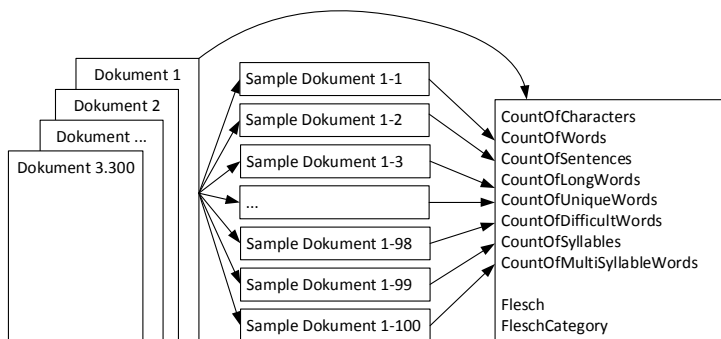 Dokument 1
Dokument 2
Dokument ...
Dokument 3.300
Sample Dokument 1-1
Sample Dokument 1-2
Sample Dokument 1-3
...
Sample Dokument 1-98
Sample Dokument 1-99
Sample Dokument 1-100
CountOfCharacters
CountOfWords
CountOfSentences
CountOfLongWords
CountOfUniqueWords
CountOfDifficultWords
CountOfSyllables
CountOfMultiSyllableWords
Flesch
FleschCategory